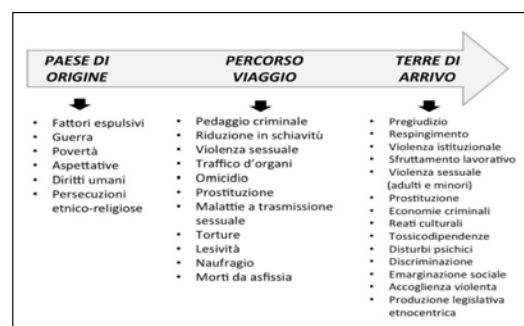 PAESE DI
ORIGINE
• Fattori espulsivi
• Guerra
• Povertà
• Aspettative
• Diritti umani
• Persecuzioni
etnico-religiose
PERCORSO
VIAGGIO
• Pedaggio criminale
• Riduzione in schiavitù
• Violenza sessuale
• Traffico d'organi
• Omicidio
• Prostituzione
• Malattie a trasmissione
sessuale
• Torture
• Lesività
• Naufragio
• Morti da asfissia
TERRE DI
ARRIVO
• Pregiudizio
• Respingimento
• Violenza istituzionale
• Sfruttamento lavorativo
• Violenza sessuale
(adulti e minori)
• Prostituzione
• Economie criminali
• Reati culturali
• Tossicodipendenze
• Disturbi psichici
• Discriminazione
• Emarginazione sociale
• Accoglienza violenta
• Produzione legislativa
etnocentrica